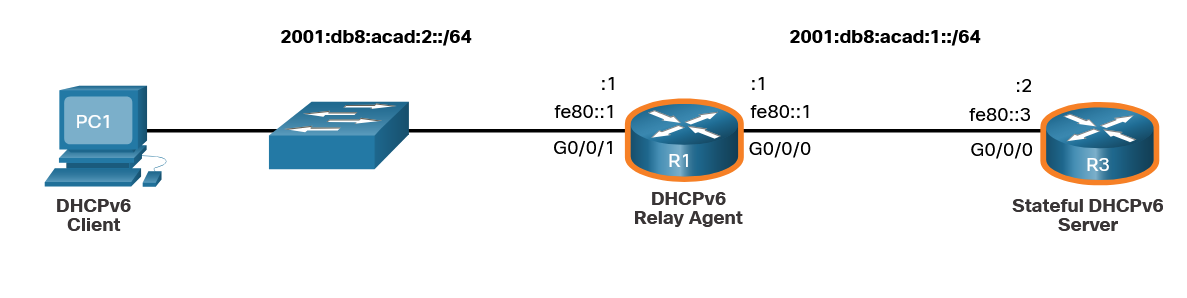 2001:db8:acad:2::/64
2001:db8:acad:1::/64
:1
:1
:2
fe80::1
fe80::1
fe80::3
PC1
G0/0/1
G0/0/0
G0/0/0
R1
R3
DHCPv6
Client
DHCPv6
Relay Agent
Stateful DHCPv6
Server